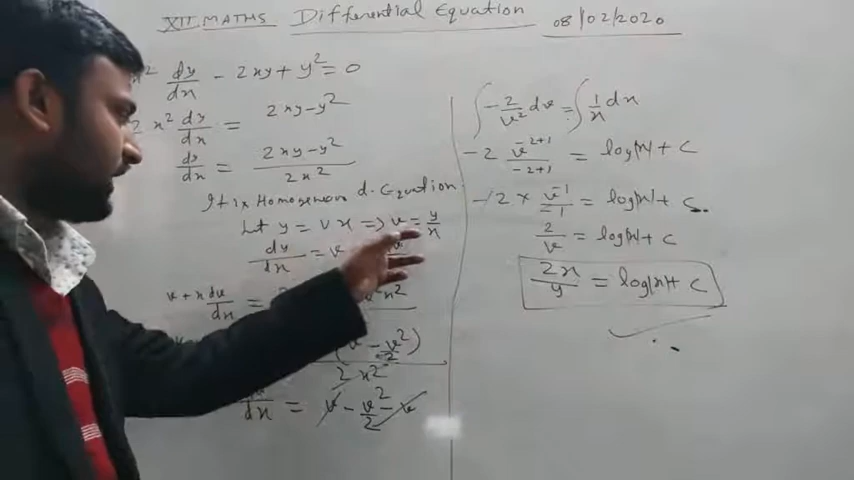 XII MATHS Differential Equation 08/02/2020
x² dy/dx - 2xy + y² = 0
2x² dy/dx = 2xy-y²
dy/dx = 2xy-y² / 2x²
It is Homogeneous d. Equation
Let y = vx => v = y/x
dy/dx = v
v+x dv/dx =
2x²
dx = v - v²/2 - v
∫ -2/v² dv = ∫ 1/x dx
-2 v⁻²⁺¹/-2+1 = log|x| + C
-2 × v⁻¹/-1 = log|x| + C
2/v = log|x| + C
2x/y = log|x| + C